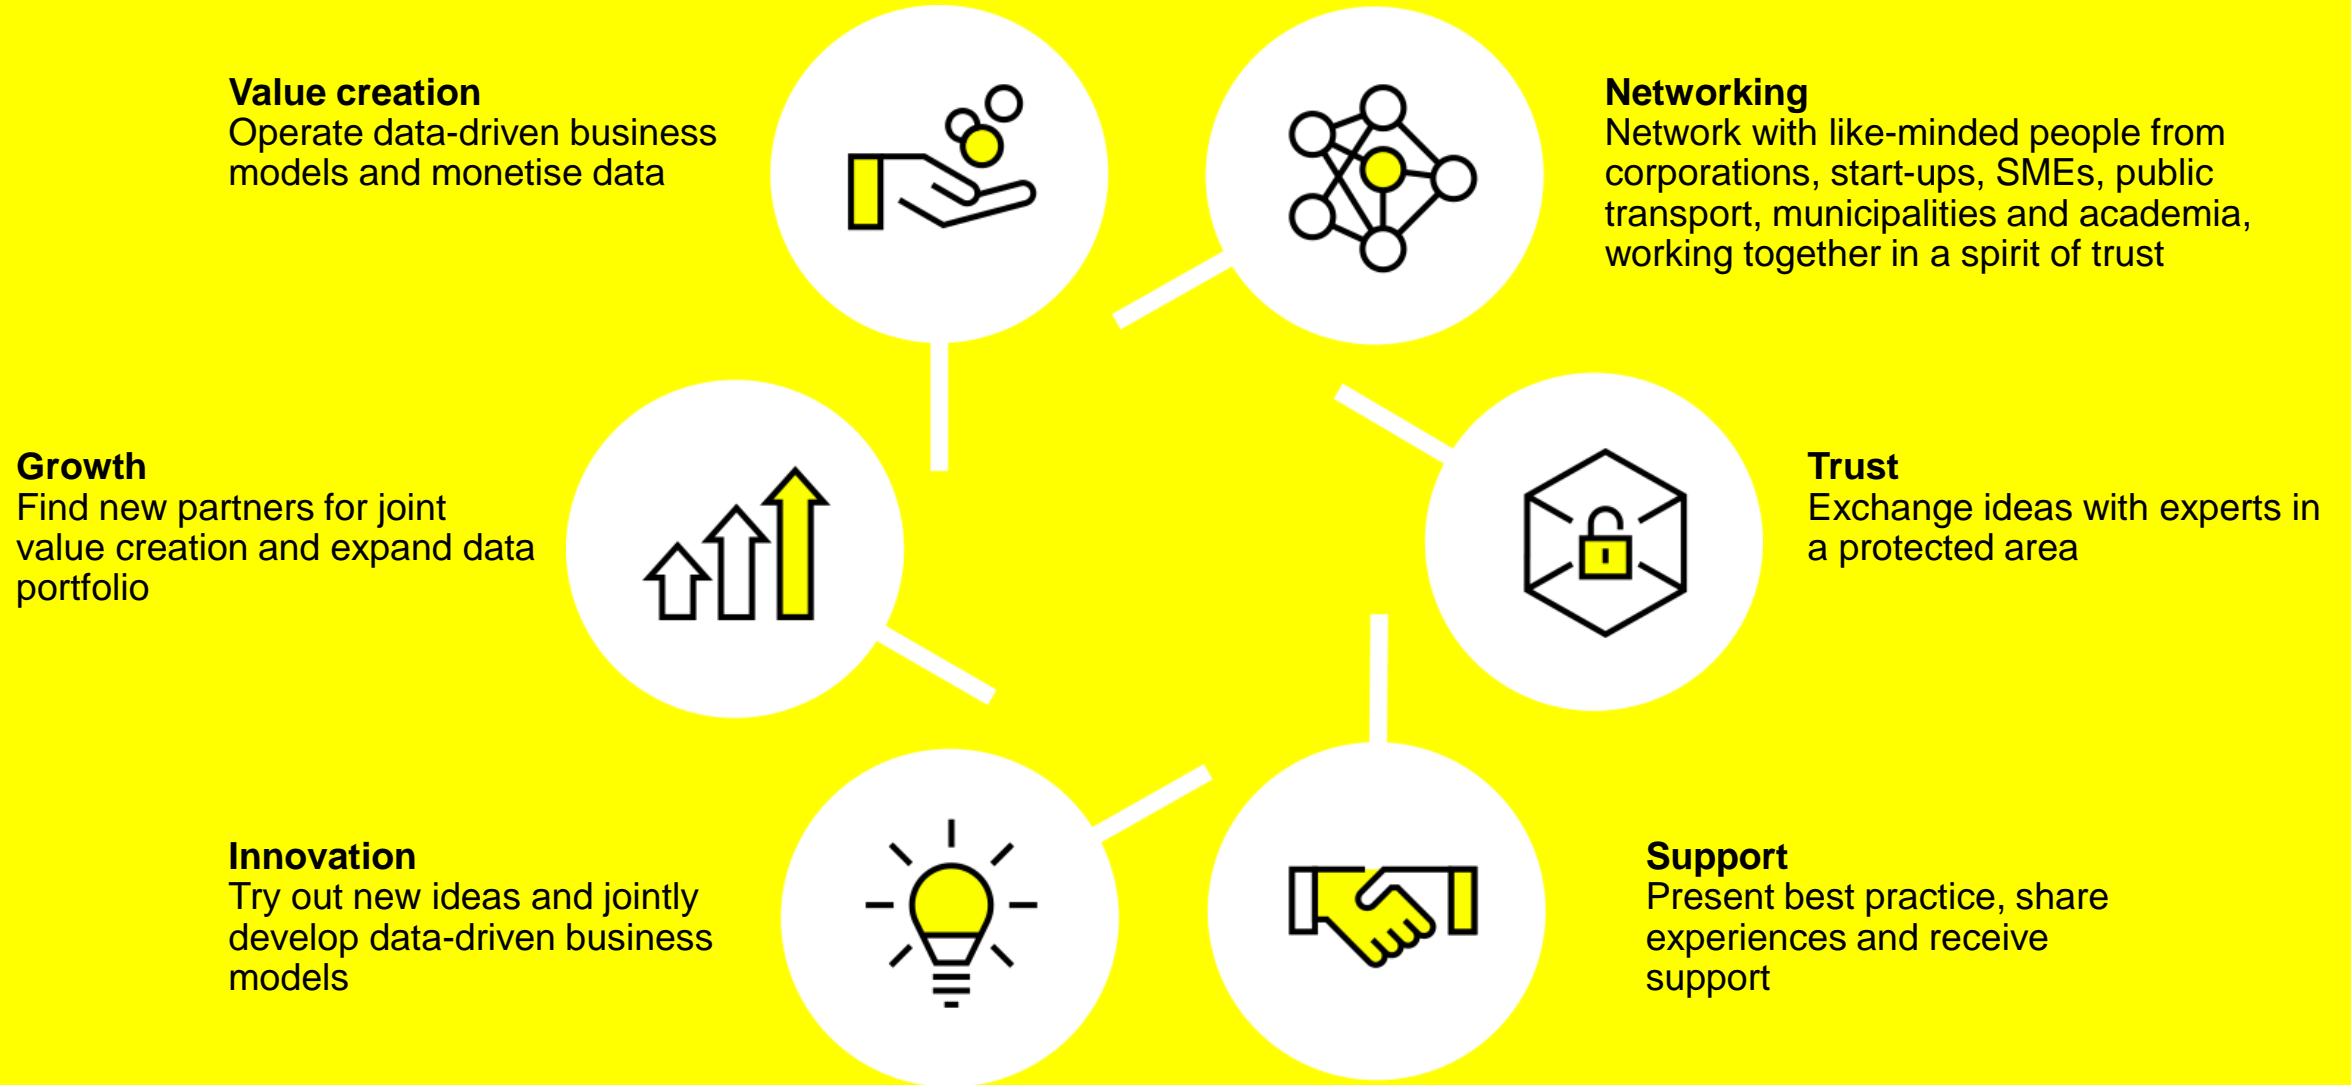 Value creation
Operate data-driven business
models and monetise data
Networking
Network with like-minded people from
corporations, start-ups, SMEs, public
transport, municipalities and academia,
working together in a spirit of trust
Growth
Find new partners for joint
value creation and expand data
portfolio
Trust
Exchange ideas with experts in
a protected area
Innovation
Try out new ideas and jointly
develop data-driven business
models
Support
Present best practice, share
experiences and receive
support